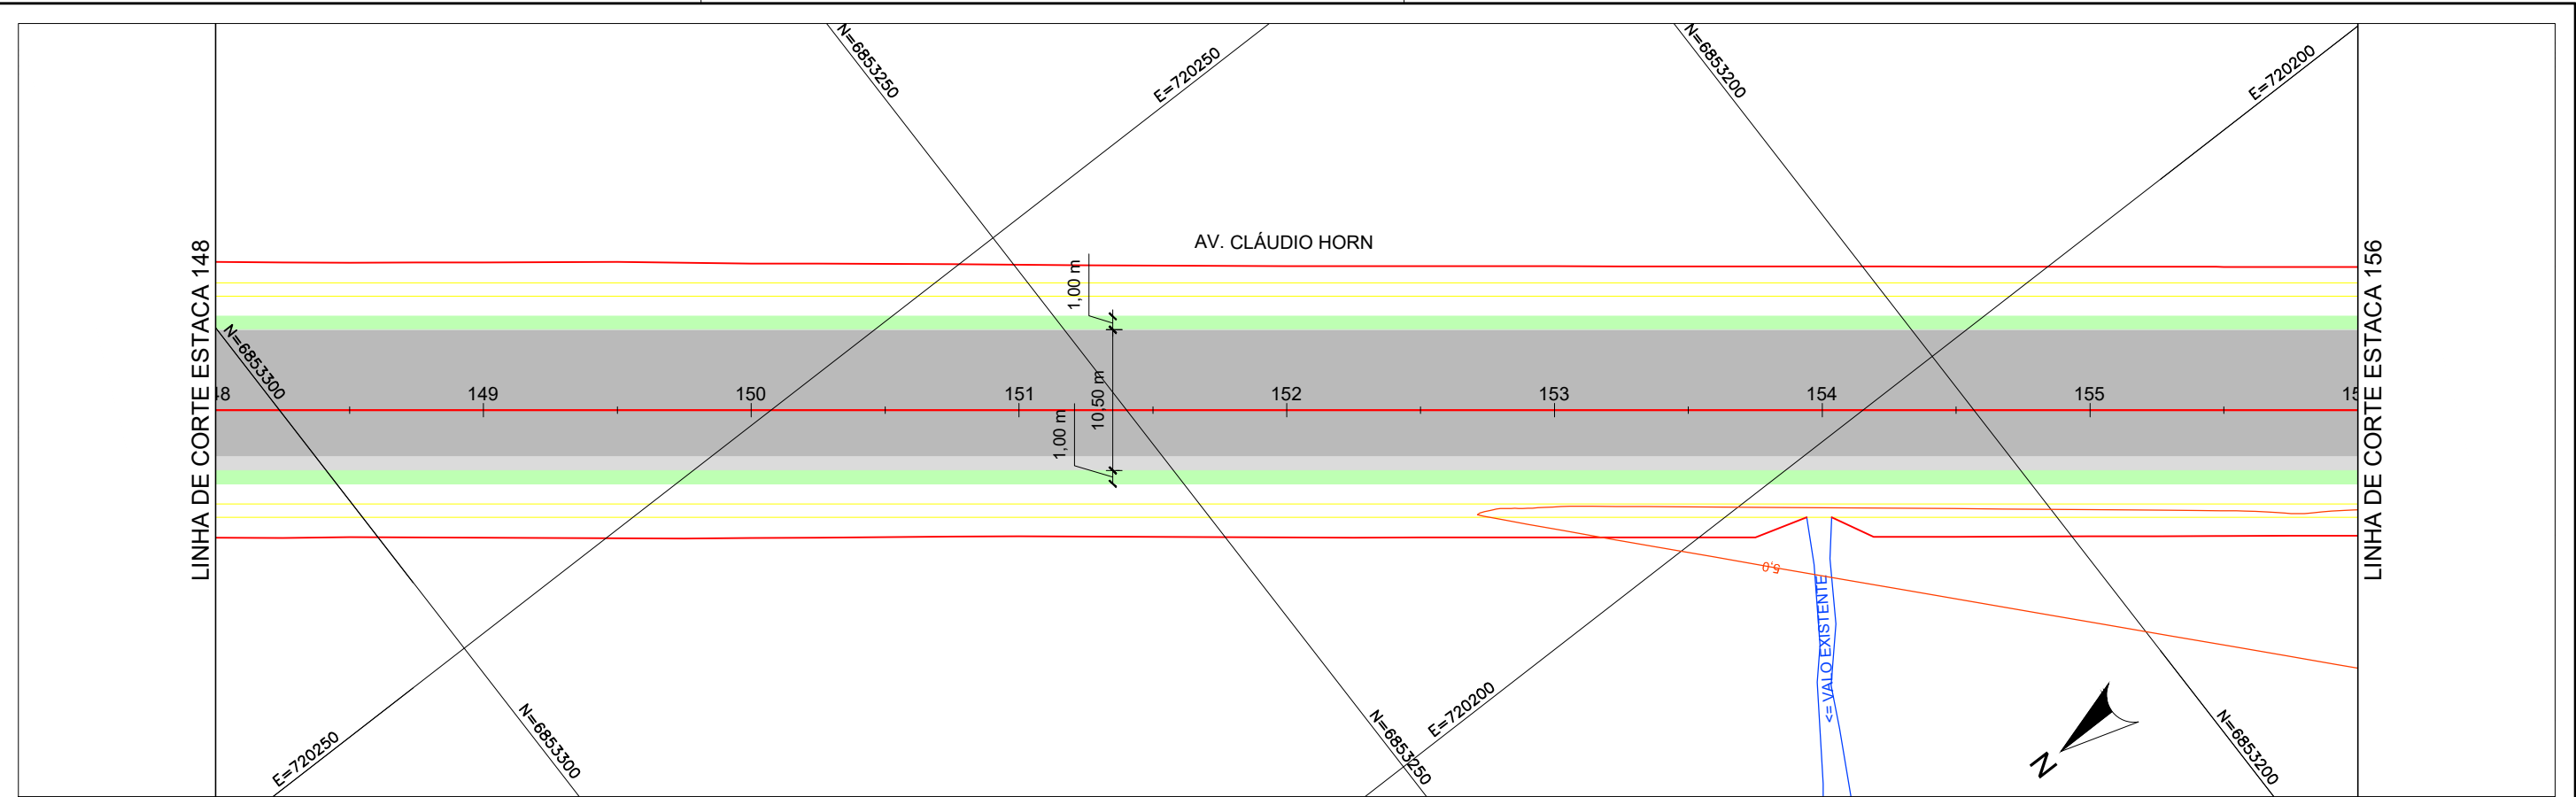 N=6853250
E=720250
N=6853200
E=720200
AV. CLÁUDIO HORN
LINHA DE CORTE ESTACA 148
LINHA DE CORTE ESTACA 156
1,00 m
N=6853300
48
149
150
151
152
153
154
155
15
10,50 m
1,00 m
5,0
<= VALO EXISTENTE
E=720250
N=6853300
N=6853250
E=720200
N=6853200
N